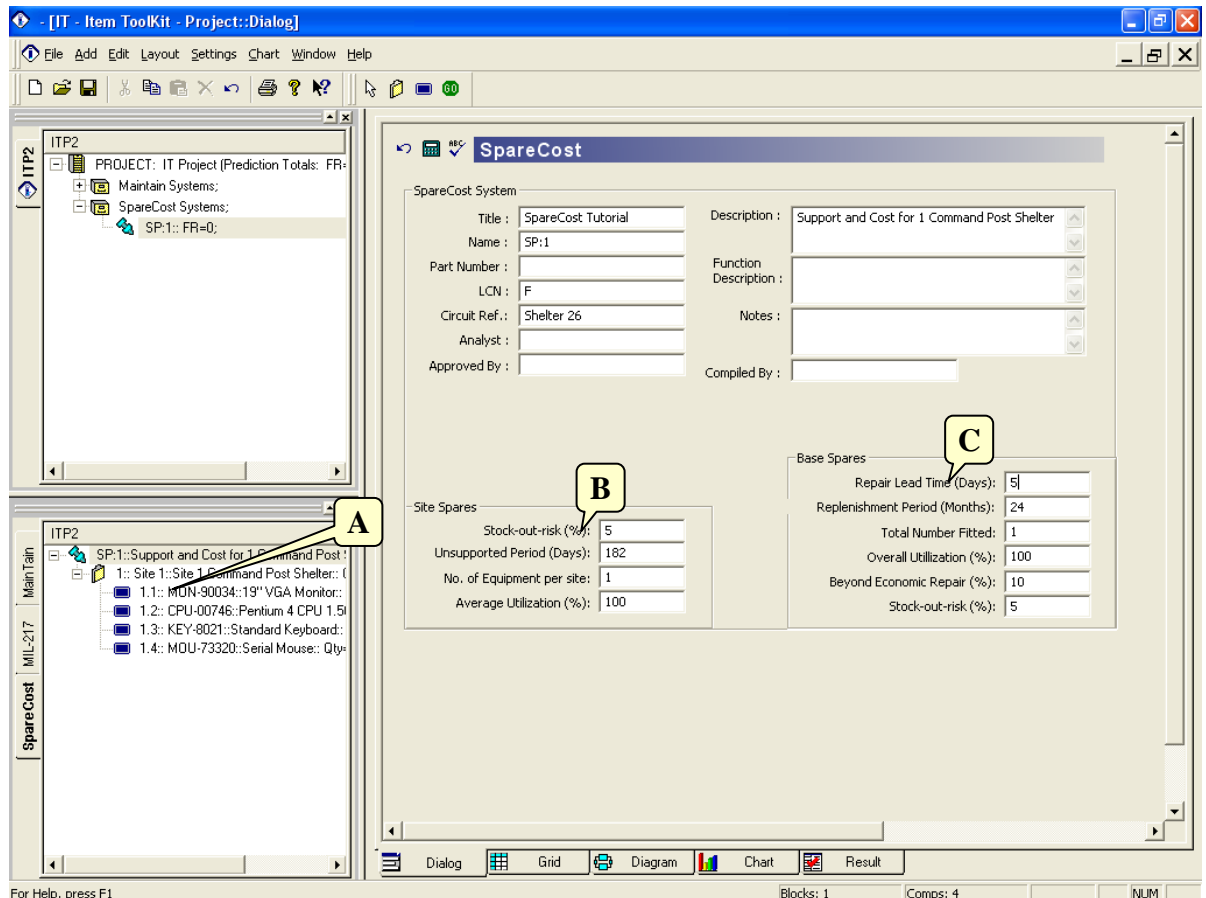 - [IT - Item ToolKit - Project::Dialog]
File Add Edit Layout Settings Chart Window Help
GO
ITP2
ITP2
PROJECT: IT Project (Prediction Totals: FR=
Maintain Systems;
SpareCost Systems;
SP:1:: FR=0;
ITP2
MainTain
MIL-217
SpareCost
SP:1::Support and Cost for 1 Command Post
1:: Site 1::Site 1 Command Post Shelter::
1.1:: MON-90034::19" VGA Monitor::
1.2:: CPU-00746::Pentium 4 CPU 1.5
1.3:: KEY-8021::Standard Keyboard::
1.4:: MOU-73320::Serial Mouse:: Qty=
A
ABC
SpareCost
SpareCost System
Title : SpareCost Tutorial
Name : SP:1
Part Number :
LCN : F
Circuit Ref.: Shelter 26
Analyst :
Approved By :
Description : Support and Cost for 1 Command Post Shelter
Function
Description :
Notes :
Compiled By :
B
Site Spares
Stock-out-risk (%): 5
Unsupported Period (Days): 182
No. of Equipment per site: 1
Average Utilization (%): 100
C
Base Spares
Repair Lead Time (Days): 5
Replenishment Period (Months): 24
Total Number Fitted: 1
Overall Utillization (%): 100
Beyond Economic Repair (%): 10
Stock-out-risk (%): 5
Dialog Grid Diagram Chart Result
For Help, press F1 Blocks: 1 Comps: 4 NUM